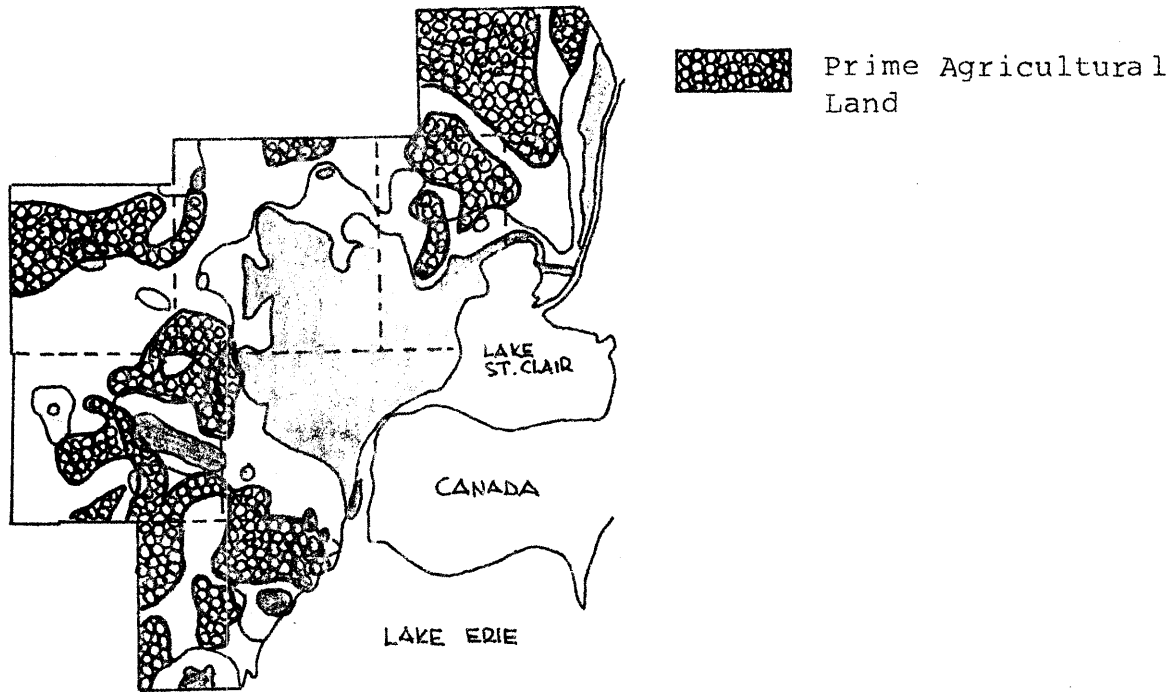 Prime Agricultural
Land
LAKE
ST. CLAIR
CANADA
LAKE ERIE